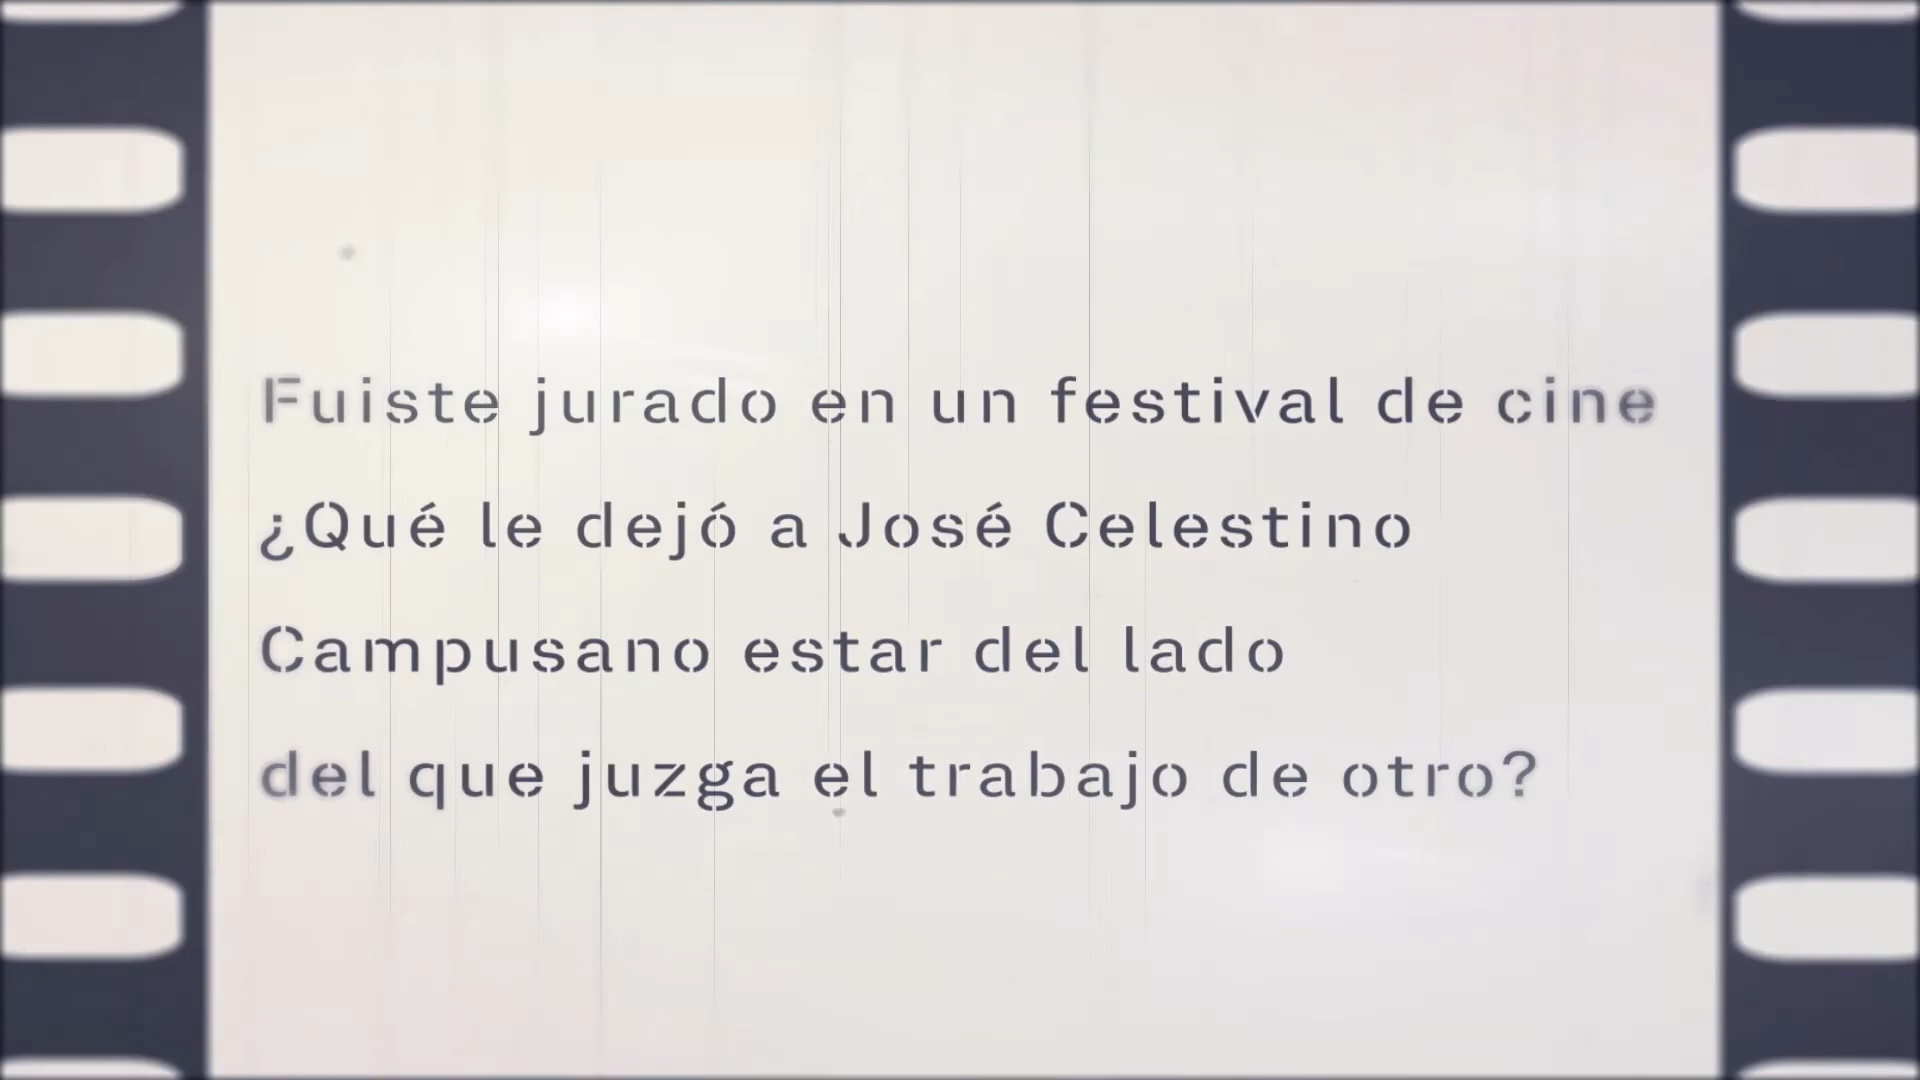 Fuiste jurado en un festival de cine
¿Qué le dejó a José Celestino
Campusano estar del lado
del que juzga el trabajo de otro?